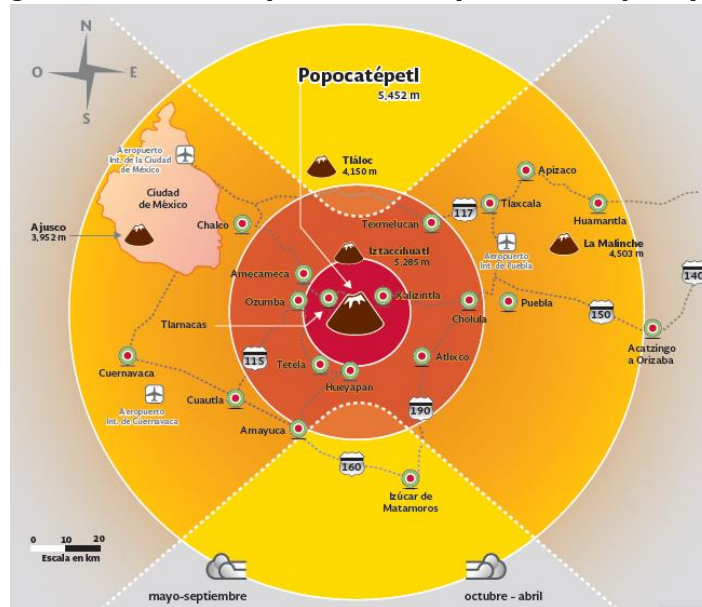 N
O
E
S
Popocatépetl
5,452 m
Aeropuerto
Int. de la Ciudad
de México
Tláloc
4,150 m
Apizaco
Ciudad
de México
117
Tlaxcala
Huamantla
Ajusco
3,952 m
Chalco
Texmelucan
Iztaccíhuatl
5,285 m
Aeropuerto
Int. de Puebla
La Malinche
4,503 m
140
Amecameca
Ozumba
Xalizintla
Cholula
Puebla
150
Tlamacas
Acatzingo
a Orizaba
115
Tetela
Hueyapan
Atlixco
Cuernavaca
Aeropuerto
Int. de Cuernavaca
Cuautla
190
Amayuca
160
Izúcar de
Matamoros
0 10 20
Escala en km
mayo-septiembre
octubre - abril